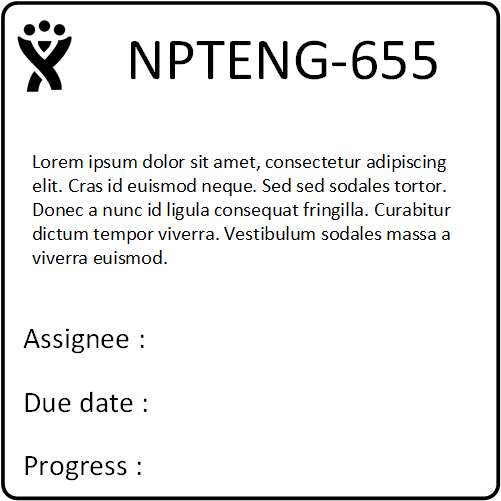 NPTENG-655
Lorem ipsum dolor sit amet, consectetur adipiscing
elit. Cras id euismod neque. Sed sed sodales tortor.
Donec a nunc id ligula consequat fringilla. Curabitur
dictum tempor viverra. Vestibulum sodales massa a
viverra euismod.
Assignee :
Due date :
Progress :